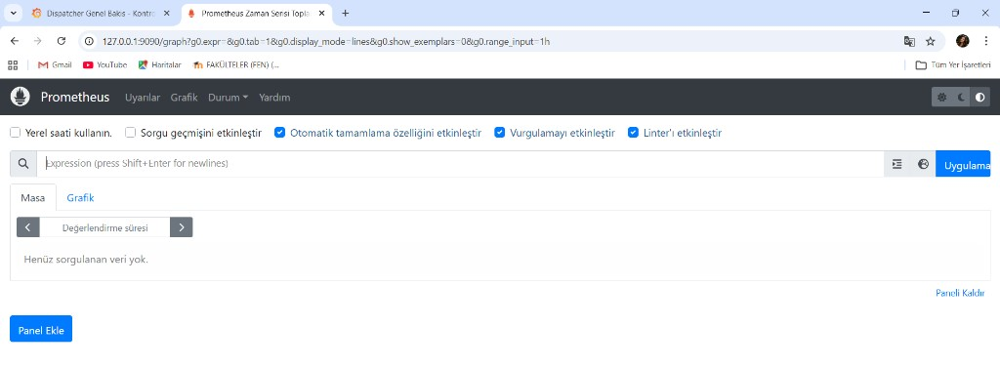 Dispatcher Genel Bakış - Kontro
Prometheus Zaman Serisi Topla
127.0.0.1:9090/graph?g0.expr=&g0.tab=1&g0.display_mode=lines&g0.show_exemplars=0&g0.range_input=1h
Gmail YouTube Haritalar FAKÜLTELER (FEN) (... Tüm Yer İşaretleri
Prometheus Uyarılar Grafik Durum Yardım
Yerel saati kullanın. Sorgu geçmişini etkinleştir Otomatik tamamlama özelliğini etkinleştir Vurgulamayı etkinleştir Linter'ı etkinleştir
Expression (press Shift+Enter for newlines) Uygulama
Masa Grafik
Değerlendirme süresi
Henüz sorgulanan veri yok.
Paneli Kaldır
Panel Ekle